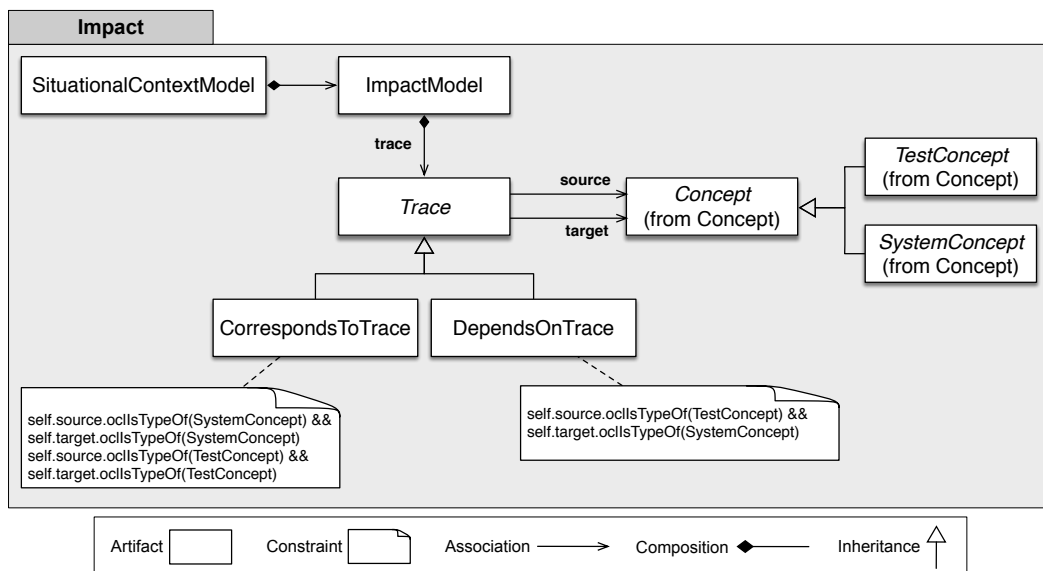 Impact
SituationalContextModel
ImpactModel
trace
Trace
source
target
Concept
(from Concept)
TestConcept
(from Concept)
SystemConcept
(from Concept)
CorrespondsToTrace
DependsOnTrace
self.source.oclIsTypeOf(SystemConcept) &&
self.target.oclIsTypeOf(SystemConcept)
self.source.oclIsTypeOf(TestConcept) &&
self.target.oclIsTypeOf(TestConcept)
self.source.oclIsTypeOf(TestConcept) &&
self.target.oclIsTypeOf(SystemConcept)
Artifact
Constraint
Association
Composition
Inheritance